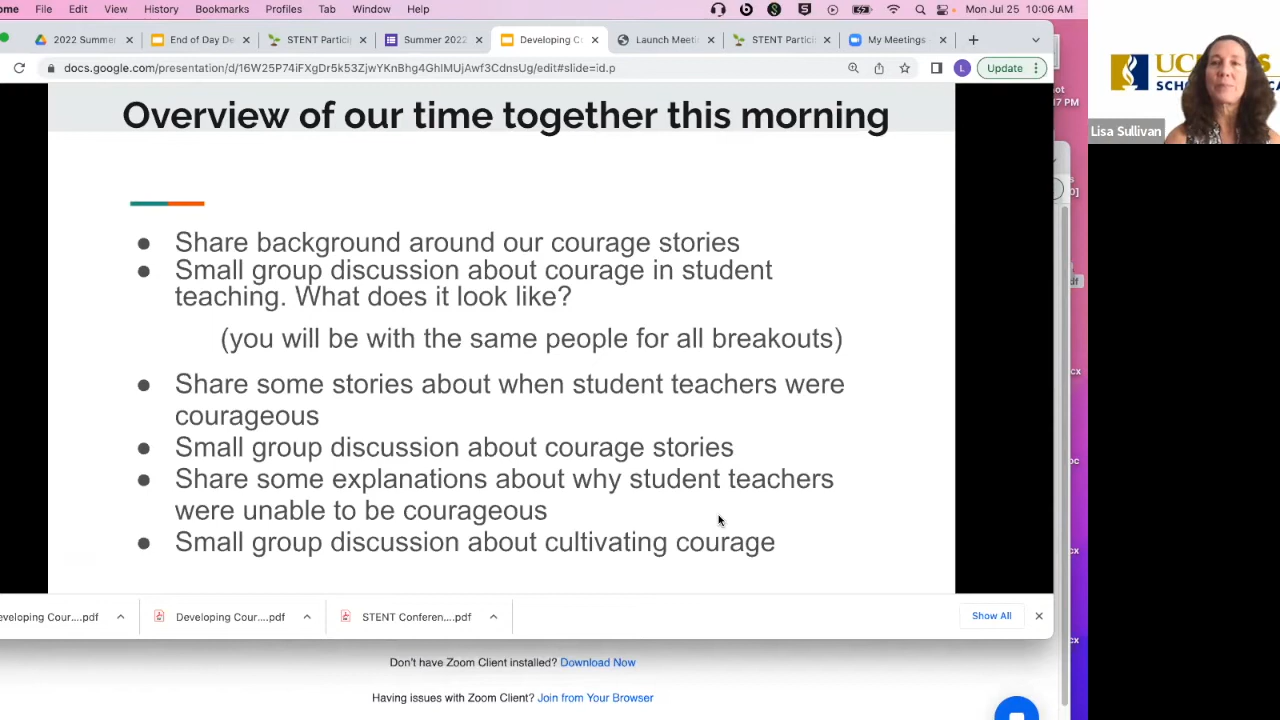 File Edit View History Bookmarks Profiles Tab Window Help
Mon Jul 25 10:06 AM
2022 Summer
End of Day De
STENT Partici
Summer 2022
Developing C
Launch Meeti
STENT Partici
My Meetings -
docs.google.com/presentation/d/16W25P74iFXgDr5k53ZjwYKnBhg4GhIMUjAwf3CdnsUg/edit#slide=id.p
L
Update
Overview of our time together this morning
● Share background around our courage stories
● Small group discussion about courage in student
teaching. What does it look like?
(you will be with the same people for all breakouts)
● Share some stories about when student teachers were
courageous
● Small group discussion about courage stories
● Share some explanations about why student teachers
were unable to be courageous
● Small group discussion about cultivating courage
eveloping Cour....pdf
Developing Cour....pdf
STENT Conferen....pdf
Show All
Don't have Zoom Client installed? Download Now
Having issues with Zoom Client? Join from Your Browser
7 PM
Lisa Sullivan